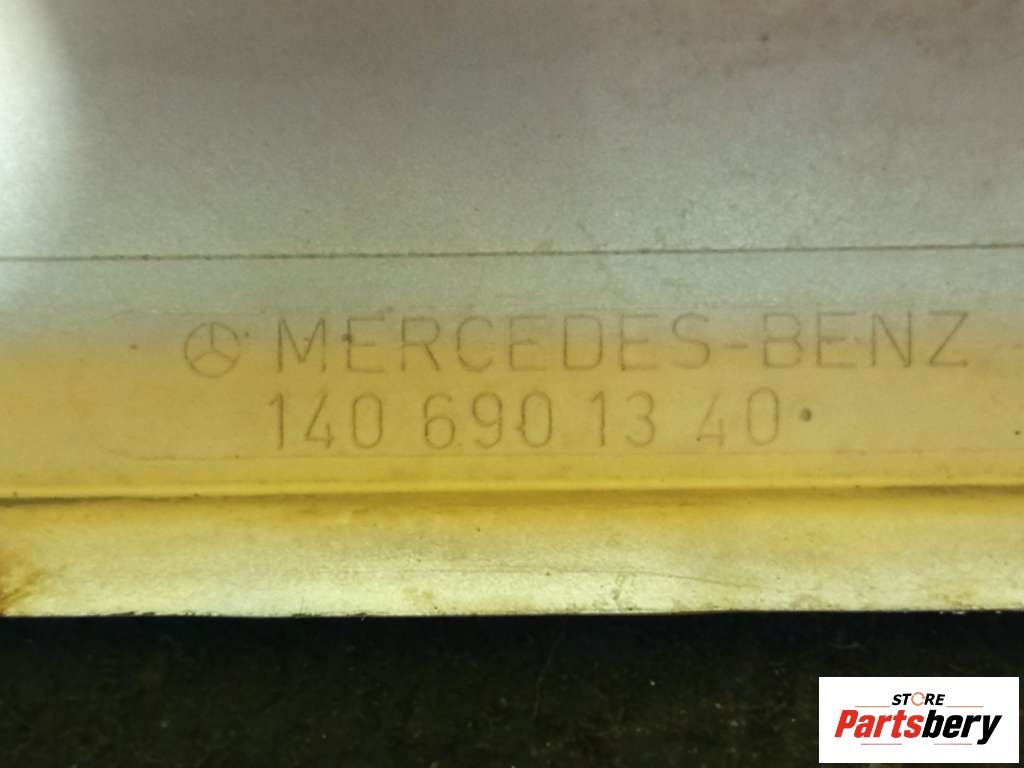 MERCEDES-BENZ
140 690 13 40
STORE
Partsbery